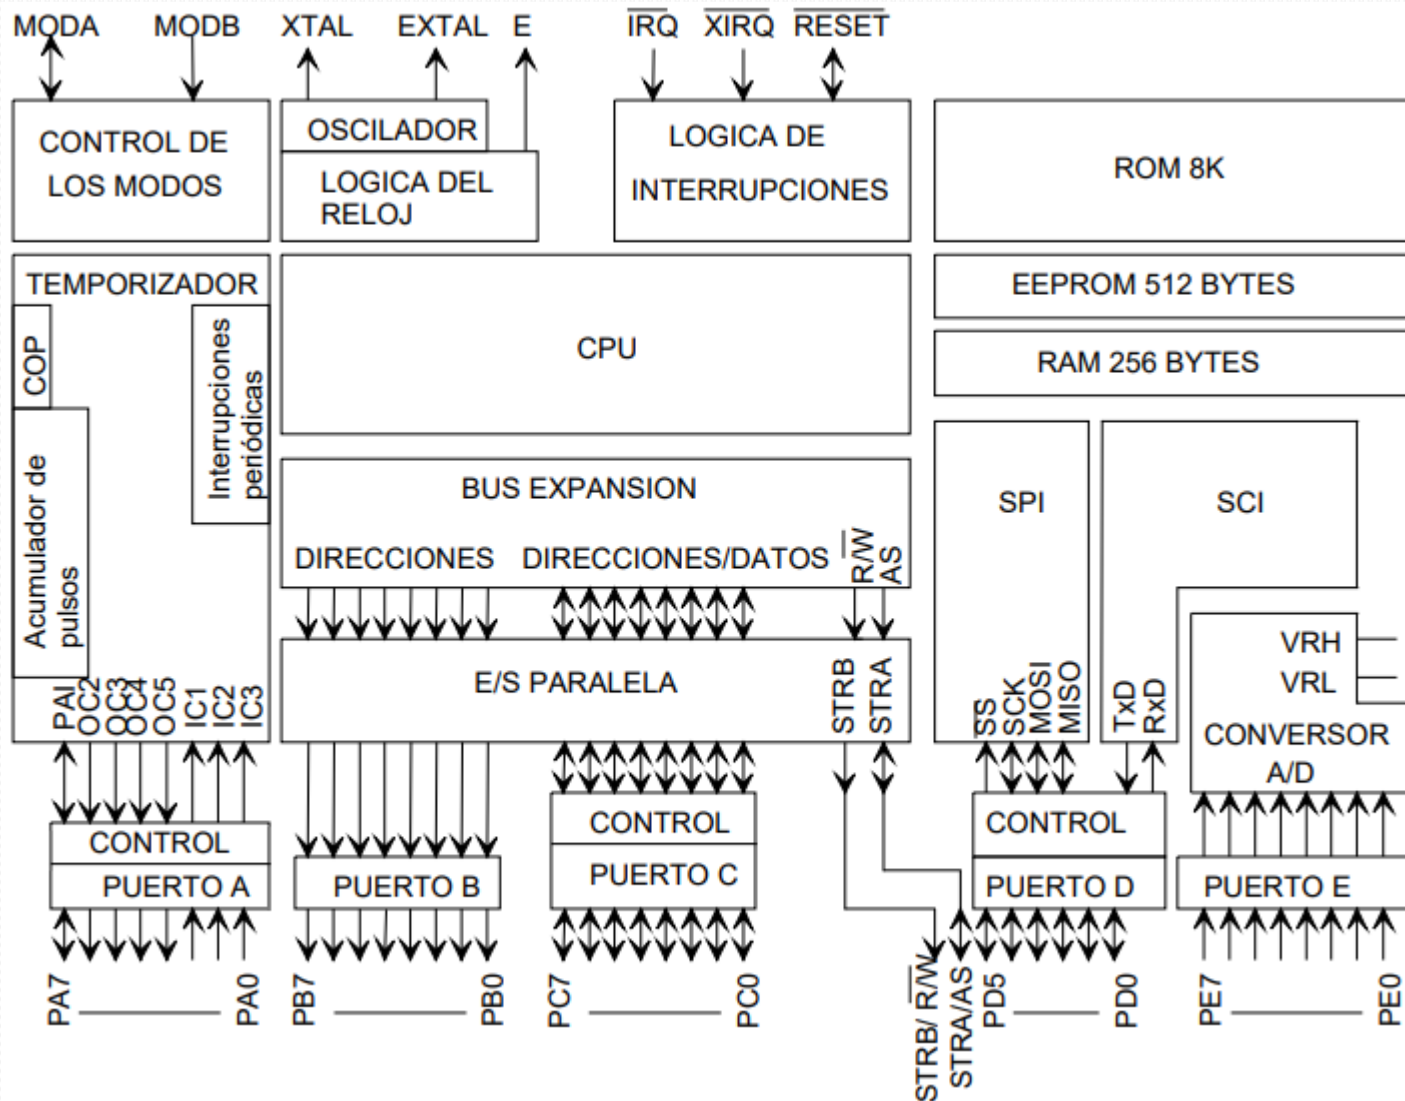 MODA MODB XTAL EXTAL E IRQ XIRQ RESET
CONTROL DE
LOS MODOS
OSCILADOR
LOGICA DEL
RELOJ
LOGICA DE
INTERRUPCIONES
ROM 8K
TEMPORIZADOR
COP
Interrupciones
periódicas
Acumulador de
pulsos
CPU
EEPROM 512 BYTES
RAM 256 BYTES
BUS EXPANSION
DIRECCIONES DIRECCIONES/DATOS R/W AS
SPI
SCI
E/S PARALELA
STRB STRA
PAI OC2 OC3 OC4 OC5 IC1 IC2 IC3
SS SCK MOSI MISO
TxD RxD
VRH
VRL
CONVERSOR
A/D
CONTROL
PUERTO A
PUERTO B
CONTROL
PUERTO C
CONTROL
PUERTO D
PUERTO E
PA7 PA0 PB7 PB0 PC7 PC0 STRB/ R/W STRA/AS PD5 PD0 PE7 PE0